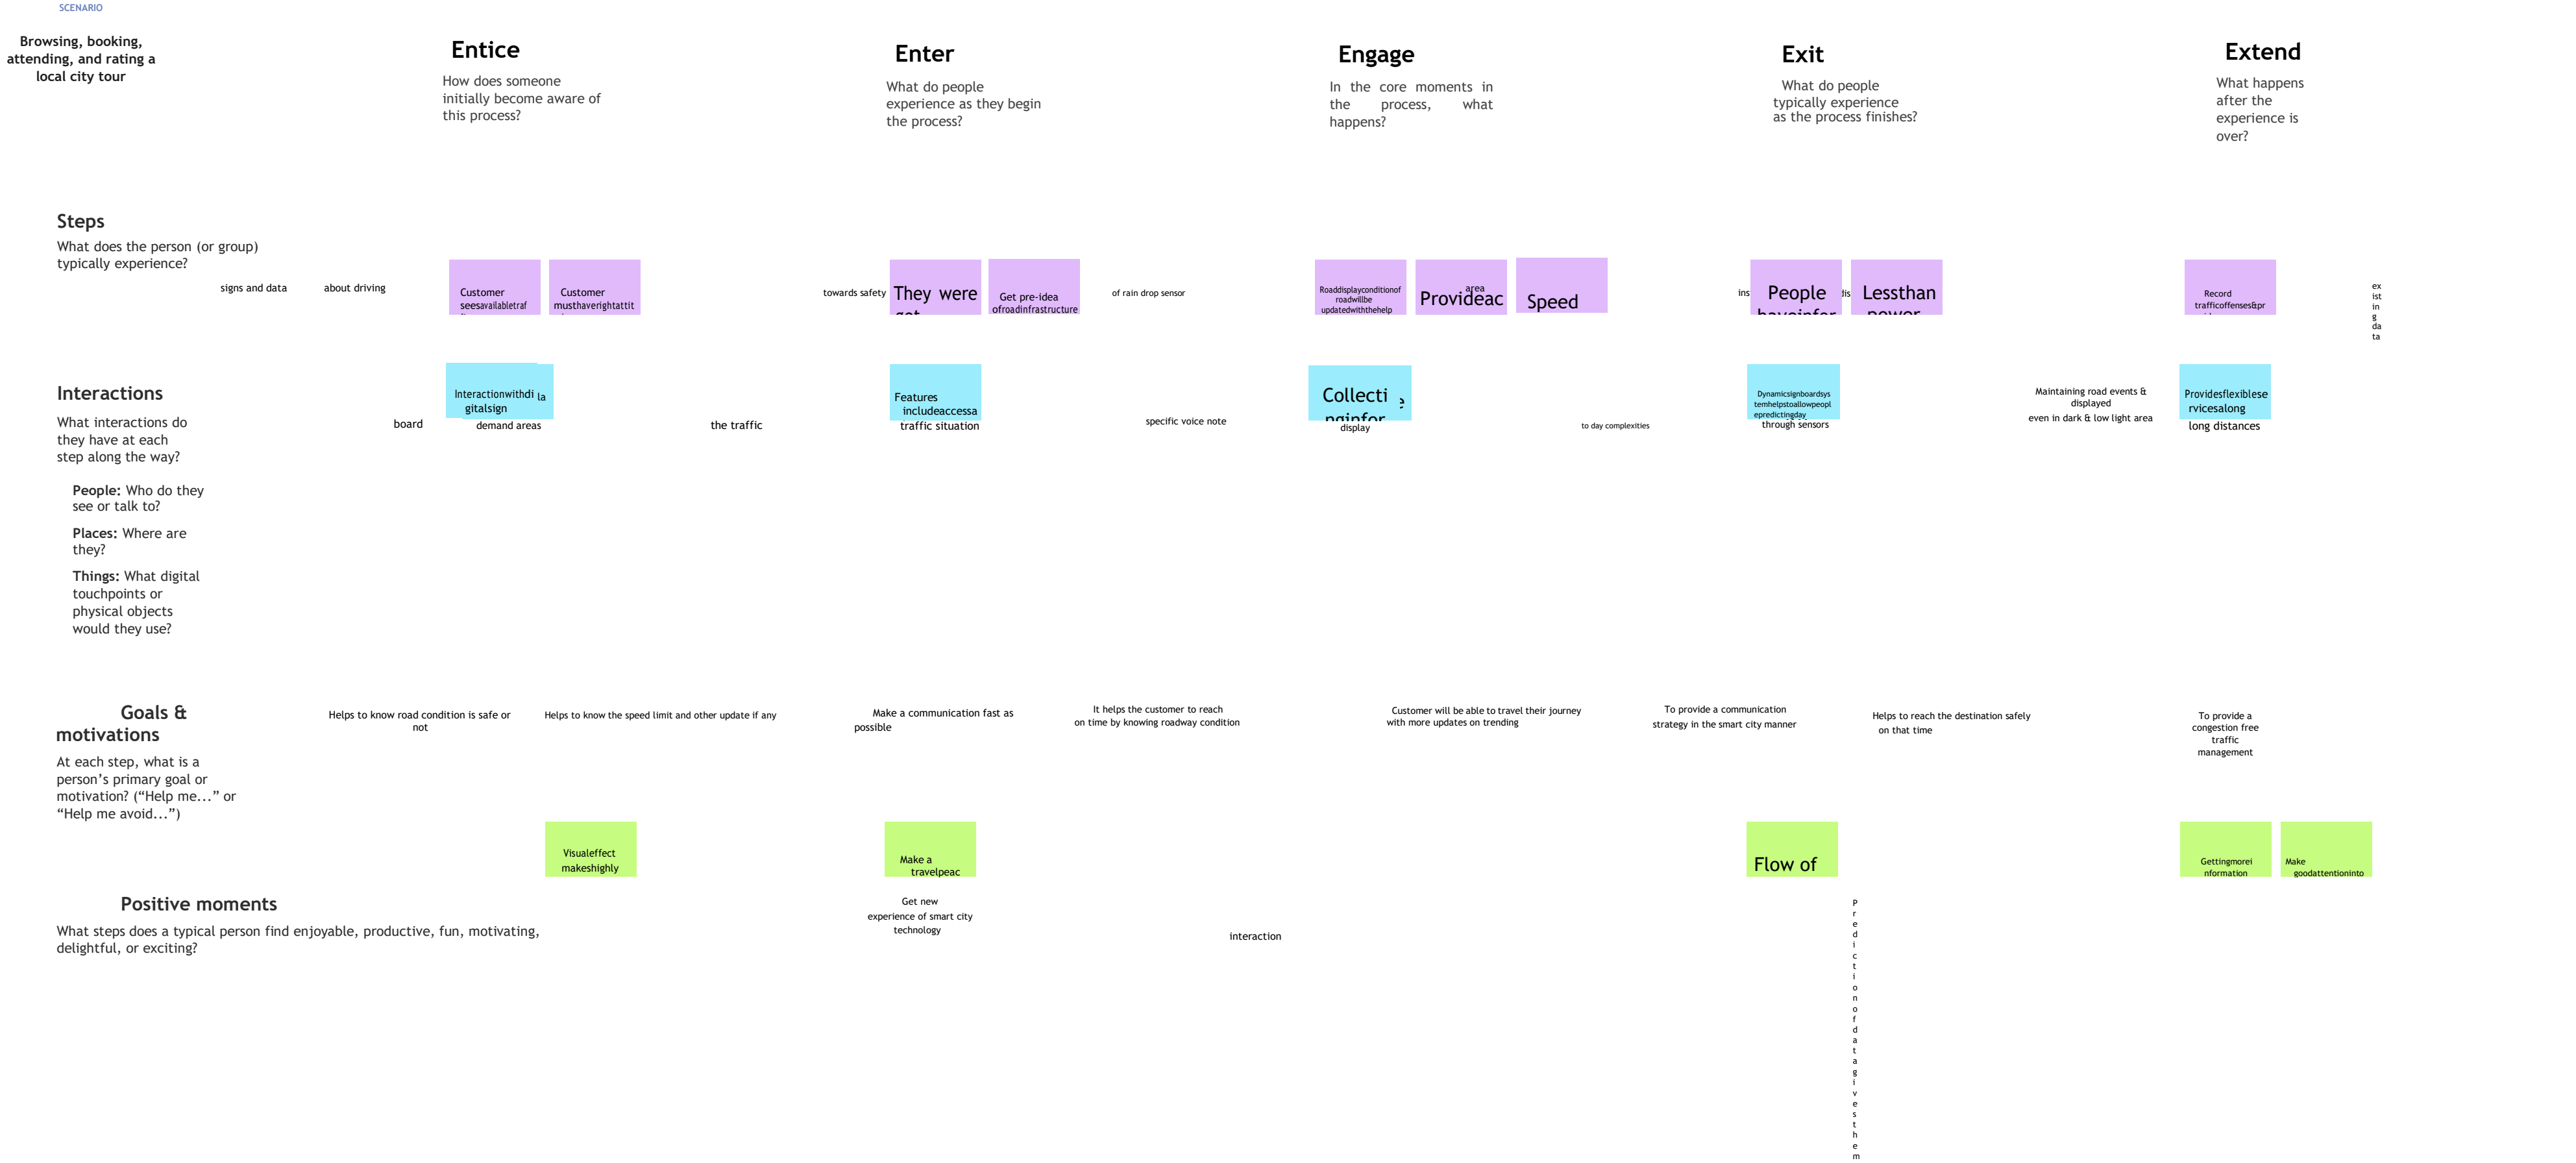 SCENARIO
Browsing, booking,
attending, and rating a
local city tour
Entice
How does someone
initially become aware of
this process?
Enter
What do people
experience as they begin
the process?
Engage
In the core moments in
the process, what
happens?
Exit
What do people
typically experience
as the process finishes?
Extend
What happens
after the
experience is
over?
Steps
What does the person (or group)
typically experience?
signs and data
about driving
Customer
seesavailabletraf
Customer
musthaverightattit
towards safety
They were
Get pre-idea
ofroadinfrastructure
of rain drop sensor
Roaddisplayconditionof
roadwillbe
updatedwiththehelp
area
Provideac
Speed
ins
People
haveinfor
dis
Lessthan
power
Record
trafficoffenses&pr
ex
ist
in
g
da
ta
Interactions
What interactions do
they have at each
step along the way?
People: Who do they
see or talk to?
Places: Where are
they?
Things: What digital
touchpoints or
physical objects
would they use?
board
Interactionwithdi
gitalsign
la
demand areas
the traffic
Features
includeaccessa
traffic situation
specific voice note
Collecti
nginfor
e
display
to day complexities
Dynamicsignboardsys
temhelpstoallowpeopl
epredictingday
through sensors
Maintaining road events &
displayed
even in dark & low light area
Providesflexiblese
rvicesalong
long distances
Goals &
motivations
At each step, what is a
person’s primary goal or
motivation? (“Help me...” or
“Help me avoid...”)
Helps to know road condition is safe or
not
Helps to know the speed limit and other update if any
Make a communication fast as
possible
It helps the customer to reach
on time by knowing roadway condition
Customer will be able to travel their journey
with more updates on trending
To provide a communication
strategy in the smart city manner
Helps to reach the destination safely
on that time
To provide a
congestion free
traffic
management
Visualeffect
makeshighly
Make a
travelpeac
Flow of
Gettingmorei
nformation
Make
goodattentioninto
Positive moments
What steps does a typical person find enjoyable, productive, fun, motivating,
delightful, or exciting?
Get new
experience of smart city
technology
interaction
P
r
e
d
i
c
t
i
o
n
o
f
d
a
t
a
g
i
v
e
s
t
h
e
m